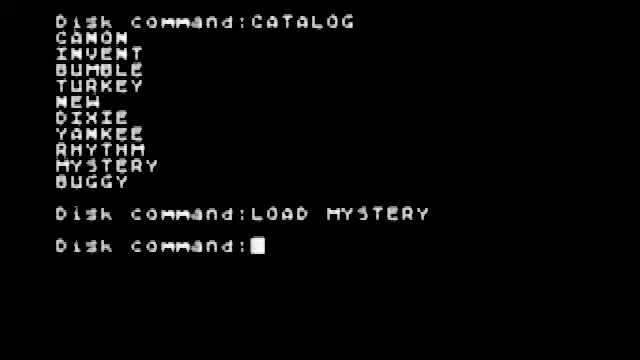 Disk command:CATALOG
CANON
INVENT
BUMBLE
TURKEY
NEW
DIXIE
YANKEE
RHYTHM
MYSTERY
BUGGY
Disk command:LOAD MYSTERY
Disk command: